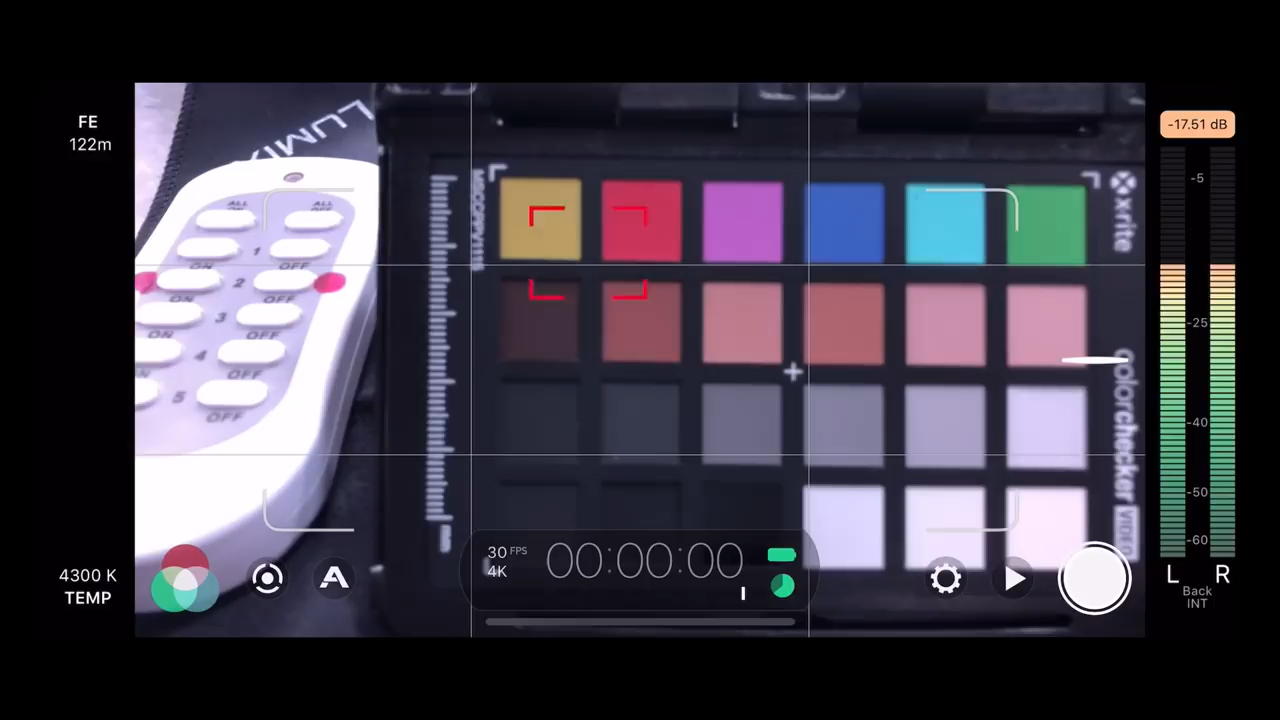 FE
122m
-17.51 dB
-5
-25
-40
-50
-60
L R
Back
INT
4300 K
TEMP
30 FPS
4K
00:00:00
LUMIX
ALL ON
ALL OFF
1
ON OFF
2
ON OFF
3
ON OFF
4
OFF
5
OFF
x-rite
colorchecker VIDEO